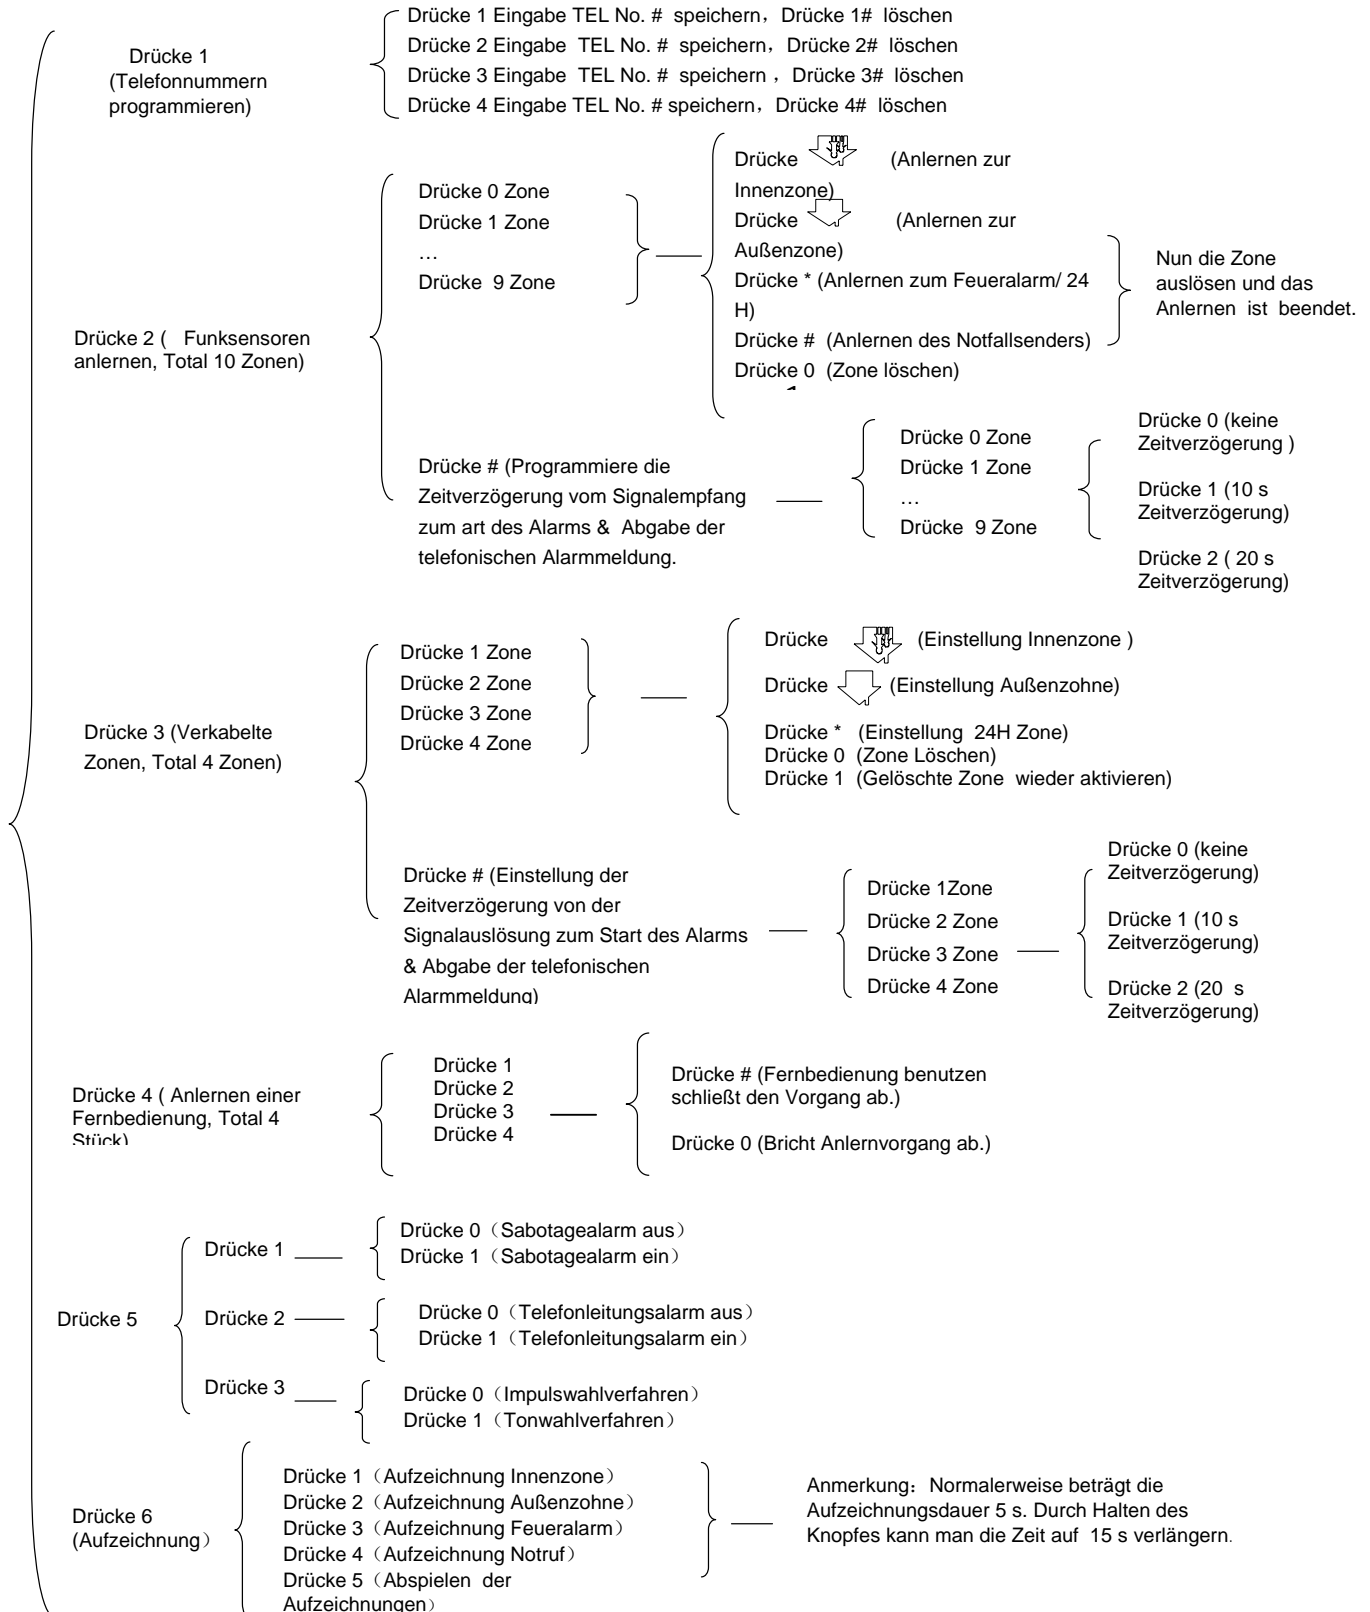 Drücke 1
(Telefonnummern
programmieren)
Drücke 1 Eingabe TEL No. # speichern，Drücke 1# löschen
Drücke 2 Eingabe TEL No. # speichern，Drücke 2# löschen
Drücke 3 Eingabe TEL No. # speichern，Drücke 3# löschen
Drücke 4 Eingabe TEL No. # speichern，Drücke 4# löschen
Drücke 2 ( Funksensoren
anlernen, Total 10 Zonen)
Drücke 0 Zone
Drücke 1 Zone
…
Drücke 9 Zone
Drücke (Anlernen zur
Innenzone)
Drücke (Anlernen zur
Außenzone)
Drücke * (Anlernen zum Feueralarm/ 24
H)
Drücke # (Anlernen des Notfallsenders)
Drücke 0 (Zone löschen)
Nun die Zone
auslösen und das
Anlernen ist beendet.
Drücke # (Programmiere die
Zeitverzögerung vom Signalempfang
zum art des Alarms & Abgabe der
telefonischen Alarmmeldung.
Drücke 0 Zone
Drücke 1 Zone
…
Drücke 9 Zone
Drücke 0 (keine
Zeitverzögerung )
Drücke 1 (10 s
Zeitverzögerung)
Drücke 2 ( 20 s
Zeitverzögerung)
Drücke 3 (Verkabelte
Zonen, Total 4 Zonen)
Drücke 1 Zone
Drücke 2 Zone
Drücke 3 Zone
Drücke 4 Zone
Drücke (Einstellung Innenzone )
Drücke (Einstellung Außenzohne)
Drücke * (Einstellung 24H Zone)
Drücke 0 (Zone Löschen)
Drücke 1 (Gelöschte Zone wieder aktivieren)
Drücke # (Einstellung der
Zeitverzögerung von der
Signalauslösung zum Start des Alarms
& Abgabe der telefonischen
Alarmmeldung)
Drücke 1Zone
Drücke 2 Zone
Drücke 3 Zone
Drücke 4 Zone
Drücke 0 (keine
Zeitverzögerung)
Drücke 1 (10 s
Zeitverzögerung)
Drücke 2 (20 s
Zeitverzögerung)
Drücke 4 ( Anlernen einer
Fernbedienung, Total 4
Stück)
Drücke 1
Drücke 2
Drücke 3
Drücke 4
Drücke # (Fernbedienung benutzen
schließt den Vorgang ab.)
Drücke 0 (Bricht Anlernvorgang ab.)
Drücke 5
Drücke 1
Drücke 0（Sabotagealarm aus）
Drücke 1（Sabotagealarm ein）
Drücke 2
Drücke 0（Telefonleitungsalarm aus）
Drücke 1（Telefonleitungsalarm ein）
Drücke 3
Drücke 0（Impulswahlverfahren）
Drücke 1（Tonwahlverfahren）
Drücke 6
(Aufzeichnung）
Drücke 1（Aufzeichnung Innenzone）
Drücke 2（Aufzeichnung Außenzohne）
Drücke 3（Aufzeichnung Feueralarm）
Drücke 4（Aufzeichnung Notruf）
Drücke 5（Abspielen der
Aufzeichnungen）
Anmerkung：Normalerweise beträgt die
Aufzeichnungsdauer 5 s. Durch Halten des
Knopfes kann man die Zeit auf 15 s verlängern.